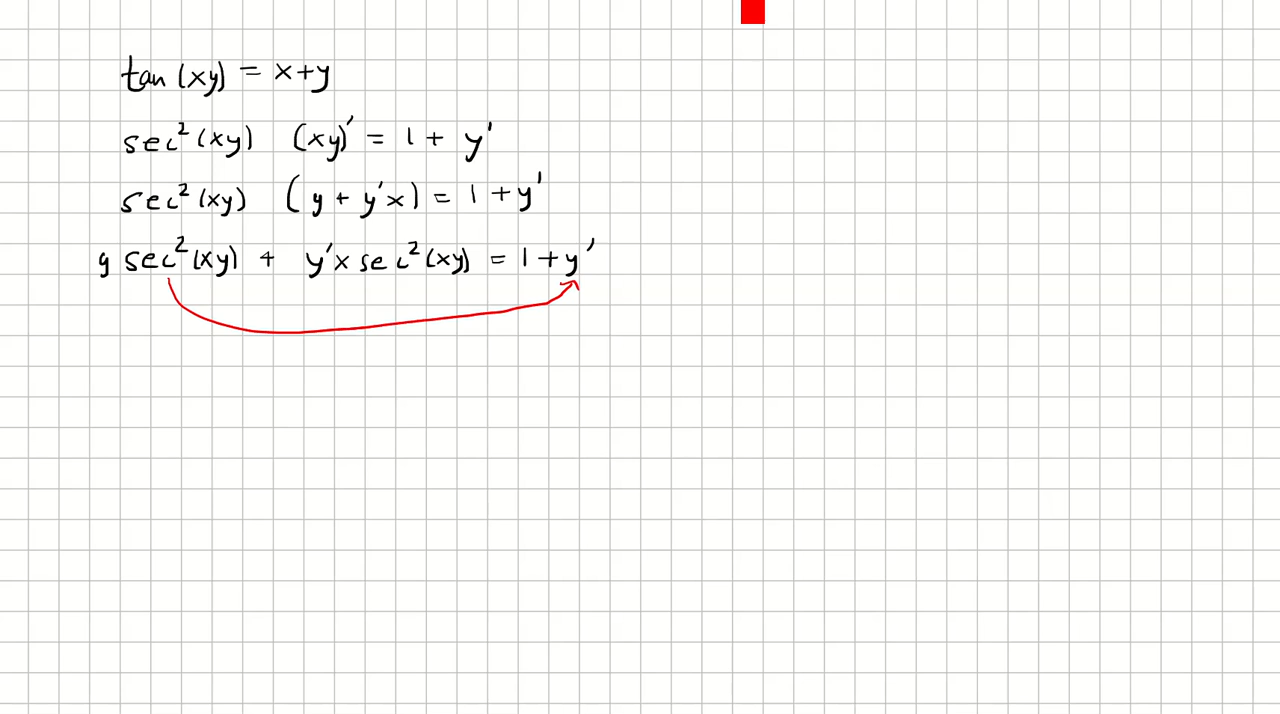 tan (xy) = x+y
sec² (xy) (xy)' = 1 + y'
sec² (xy) (y + y'x) = 1 + y'
y sec² (xy) + y'x sec² (xy) = 1 + y'